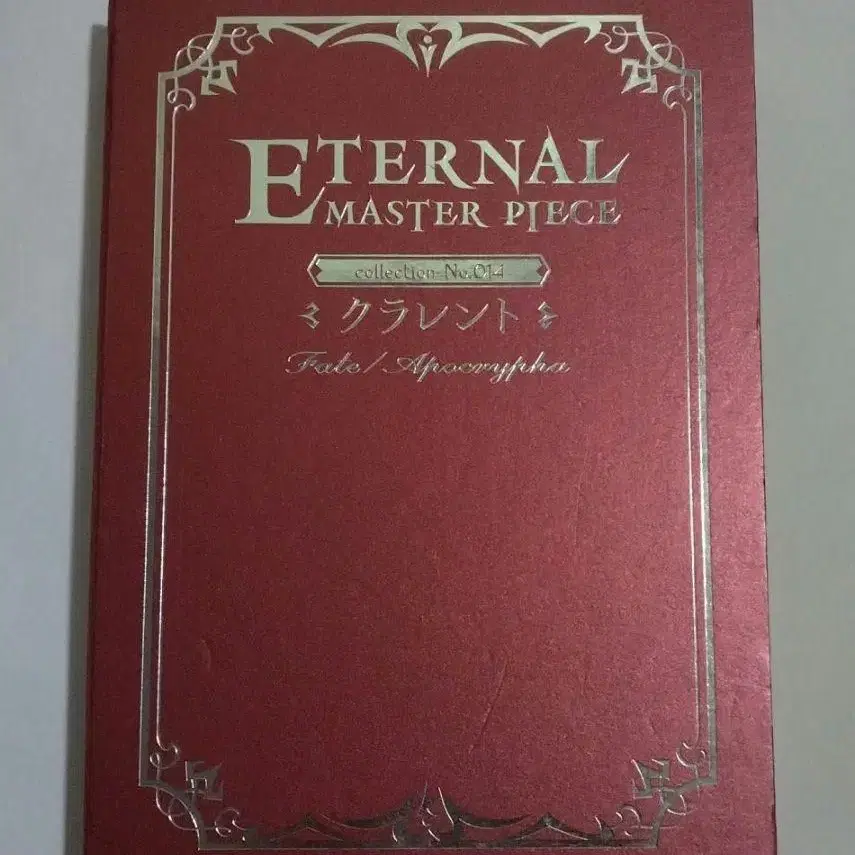 ETERNAL
MASTER PIECE
collection-No.014
クラレント
Fate/Apocrypha